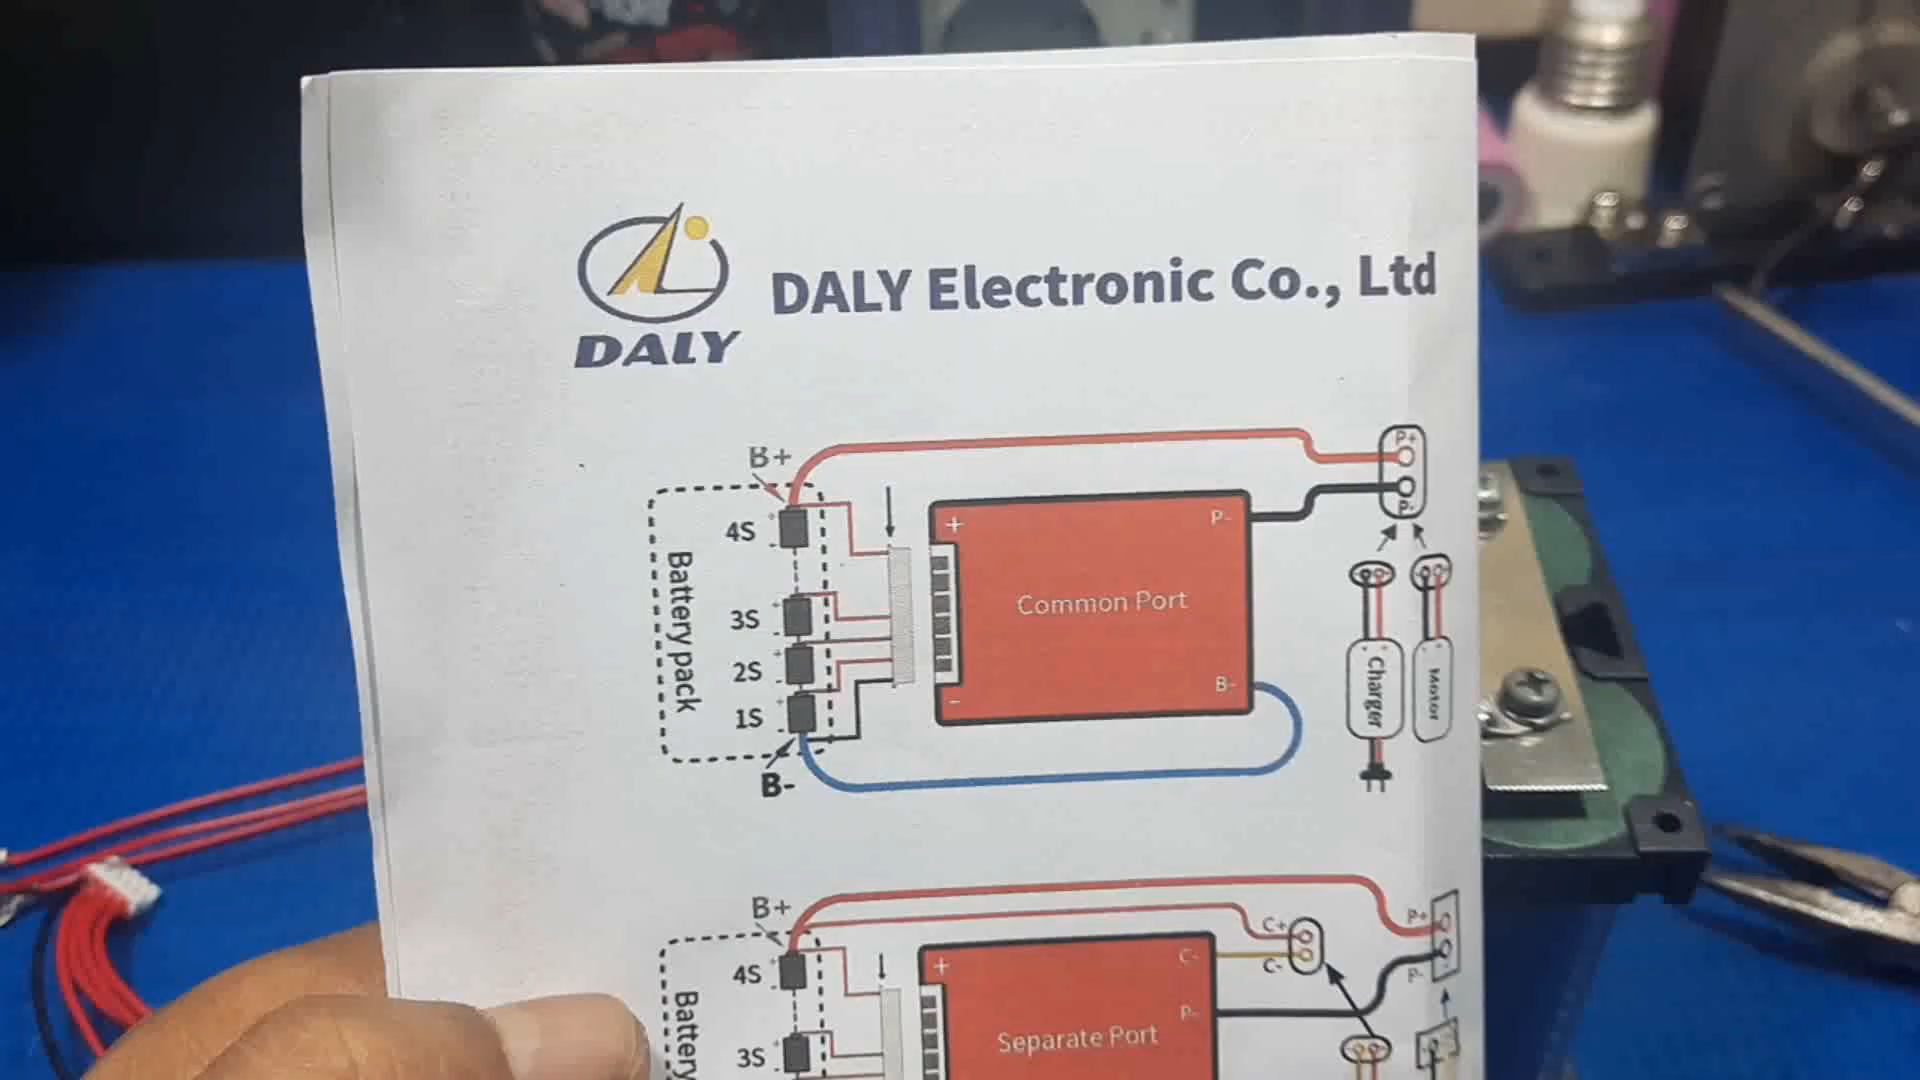 DALY
DALY Electronic Co., Ltd
B+
P+
P-
4S
+
P-
Battery pack
3S
Common Port
2S
Charger
Motor
1S
-
B-
B-
B+
C+
P+
4S
+
C-
C-
P-
P-
Battery
3S
Separate Port